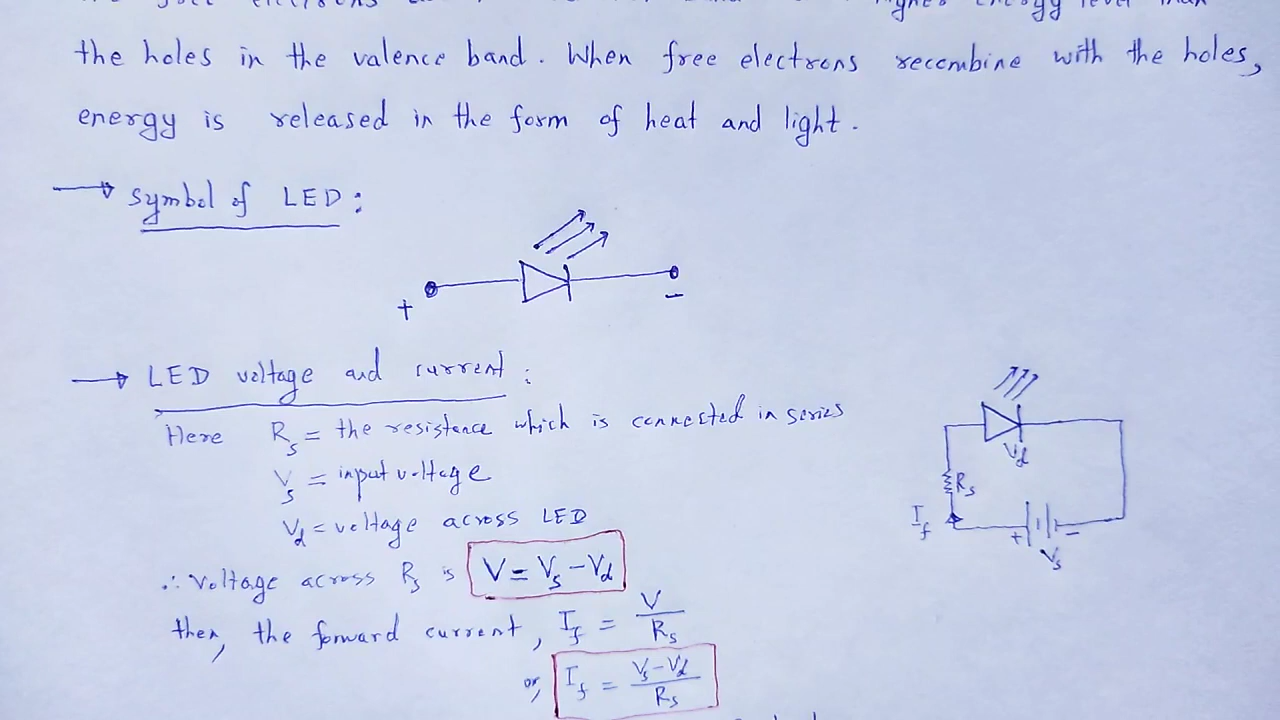 free electrons
the holes in the valence band. When free electrons recombine with the holes,
energy is released in the form of heat and light.
→ Symbol of LED:
+ −
→ LED voltage and current:
Here Rs = the resistance which is connected in series
Vs = input voltage
Vd = voltage across LED
∴ Voltage across Rs is V = Vs − Vd
then, the forward current, If = V/Rs
or, If = (Vs − Vd)/Rs
Vd
Rs
If
+ −
Vs